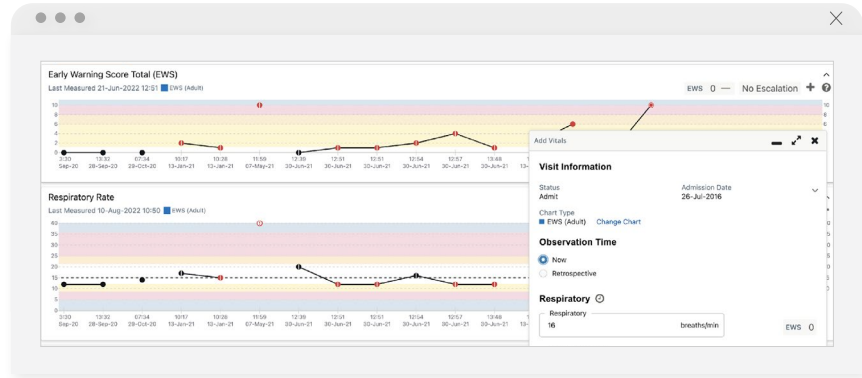 Early Warning Score Total (EWS)
Last Measured 21-Jun-2022 12:51 EWS (Adult)
EWS 0 — No Escalation
10 10
8 8
6 6
4
2
0
3:30 13:32 07:34 10:17 10:28 11:59 12:39 12:51 12:51 12:54 12:57 13:48
Sep-20 28-Sep-20 28-Oct-20 13-Jan-21 13-Jan-21 07-May-21 30-Jun-21 30-Jun-21 30-Jun-21 30-Jun-21 30-Jun-21 30-Jun-21
Respiratory Rate
Last Measured 10-Aug-2022 10:50 EWS (Adult)
40
35
30
25
20
15
10
5
0
3:30 13:32 07:34 10:17 10:28 11:59 12:39 12:51 12:51 12:54 12:57 13:48
Sep-20 28-Sep-20 28-Oct-20 13-Jan-21 13-Jan-21 07-May-21 30-Jun-21 30-Jun-21 30-Jun-21 30-Jun-21 30-Jun-21 30-Jun-21
Add Vitals
Visit Information
Status Admission Date
Admit 26-Jul-2016
Chart Type
EWS (Adult) Change Chart
Observation Time
Now
Retrospective
Respiratory
Respiratory
16 breaths/min EWS 0